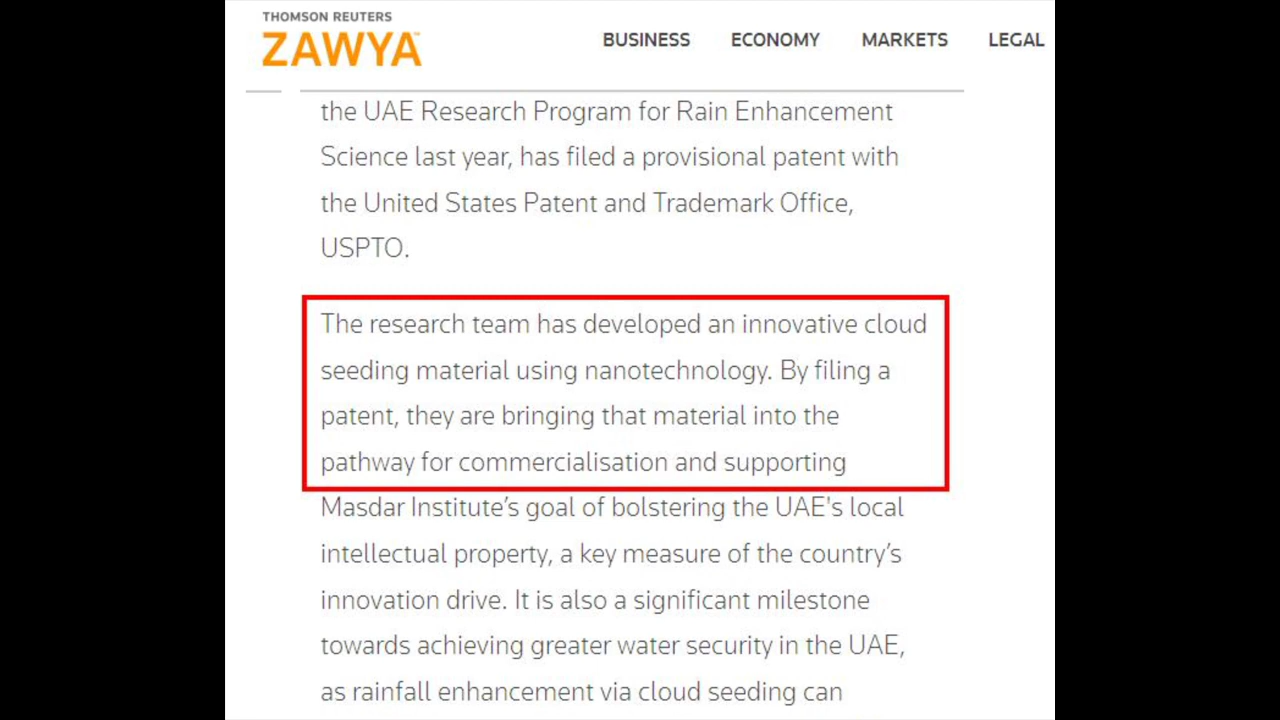 THOMSON REUTERS
ZAWYA™
BUSINESS ECONOMY MARKETS LEGAL
the UAE Research Program for Rain Enhancement
Science last year, has filed a provisional patent with
the United States Patent and Trademark Office,
USPTO.
The research team has developed an innovative cloud
seeding material using nanotechnology. By filing a
patent, they are bringing that material into the
pathway for commercialisation and supporting
Masdar Institute’s goal of bolstering the UAE's local
intellectual property, a key measure of the country’s
innovation drive. It is also a significant milestone
towards achieving greater water security in the UAE,
as rainfall enhancement via cloud seeding can